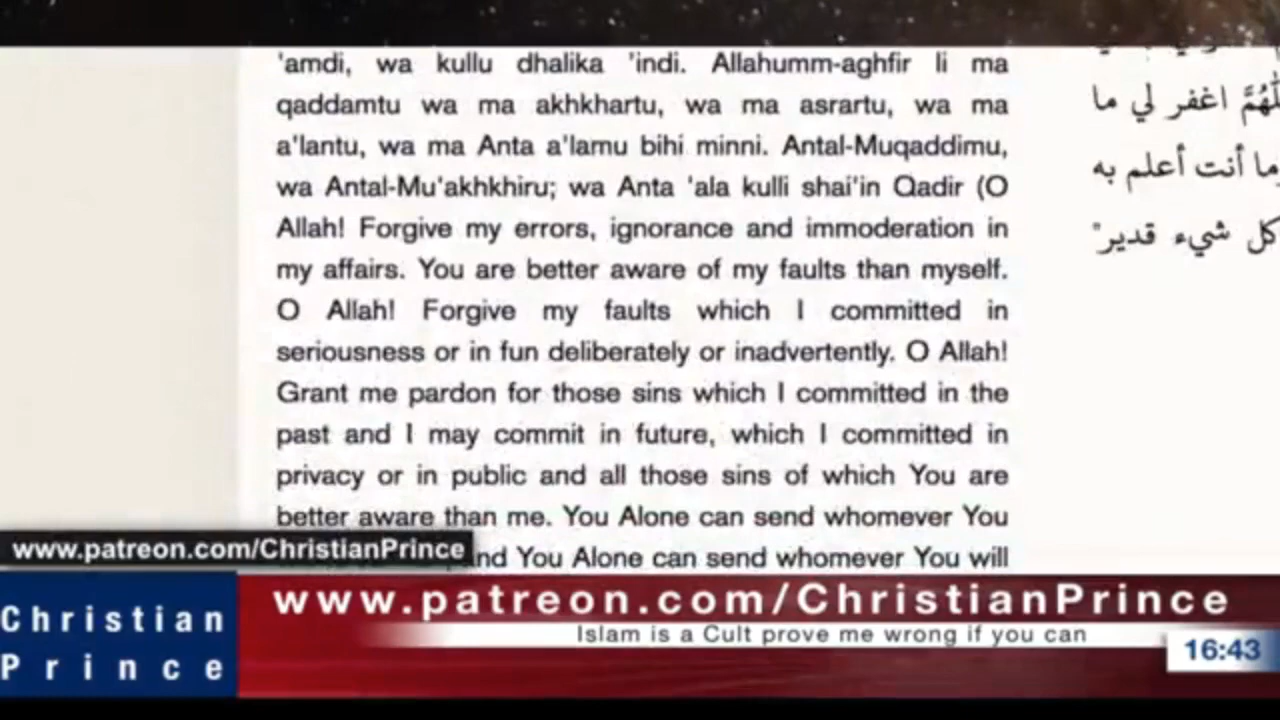 'amdi, wa kullu dhalika 'indi. Allahumm-aghfir li ma
qaddamtu wa ma akhkhartu, wa ma asrartu, wa ma
a'lantu, wa ma Anta a'lamu bihi minni. Antal-Muqaddimu,
wa Antal-Mu'akhkhiru; wa Anta 'ala kulli shai'in Qadir (O
Allah! Forgive my errors, ignorance and immoderation in
my affairs. You are better aware of my faults than myself.
O Allah! Forgive my faults which I committed in
seriousness or in fun deliberately or inadvertently. O Allah!
Grant me pardon for those sins which I committed in the
past and I may commit in future, which I committed in
privacy or in public and all those sins of which You are
better aware than me. You Alone can send whomever You
and You Alone can send whomever You will
اغفر لي ما
ما أنت أعلم به
كل شيء قدير"
www.patreon.com/ChristianPrince
Christian
Prince
www.patreon.com/ChristianPrince
Islam is a Cult prove me wrong if you can
16:43